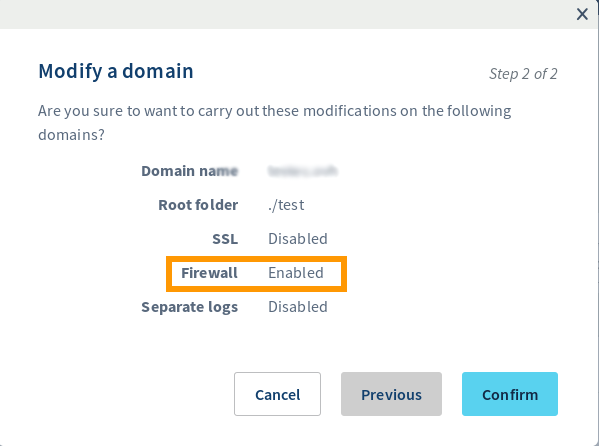 Modify a domain
Step 2 of 2
Are you sure to want to carry out these modifications on the following
domains?
Domain name
Root folder ./test
SSL Disabled
Firewall Enabled
Separate logs Disabled
Cancel Previous Confirm